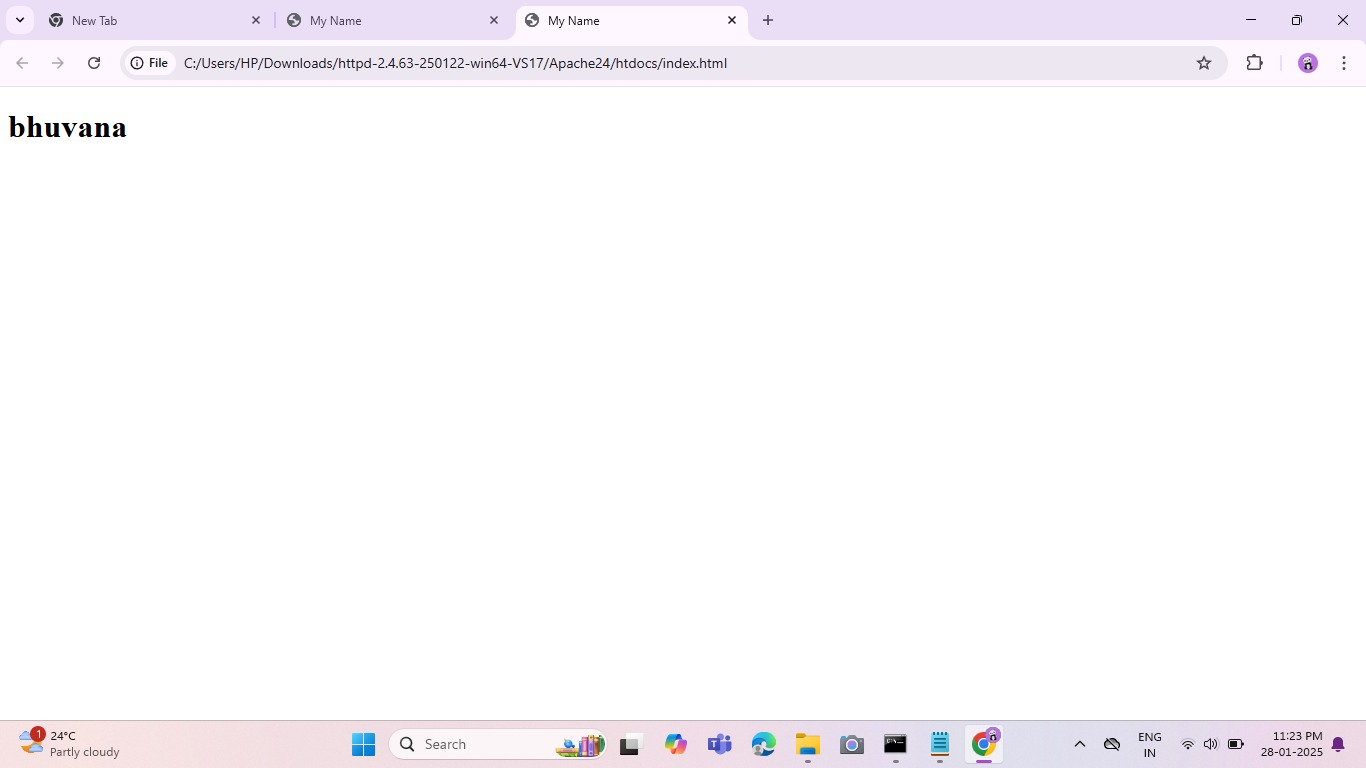 New Tab
My Name
My Name
File
C:/Users/HP/Downloads/httpd-2.4.63-250122-win64-VS17/Apache24/htdocs/index.html
bhuvana
1
24°C
Partly cloudy
Search
ENG
IN
11:23 PM
28-01-2025